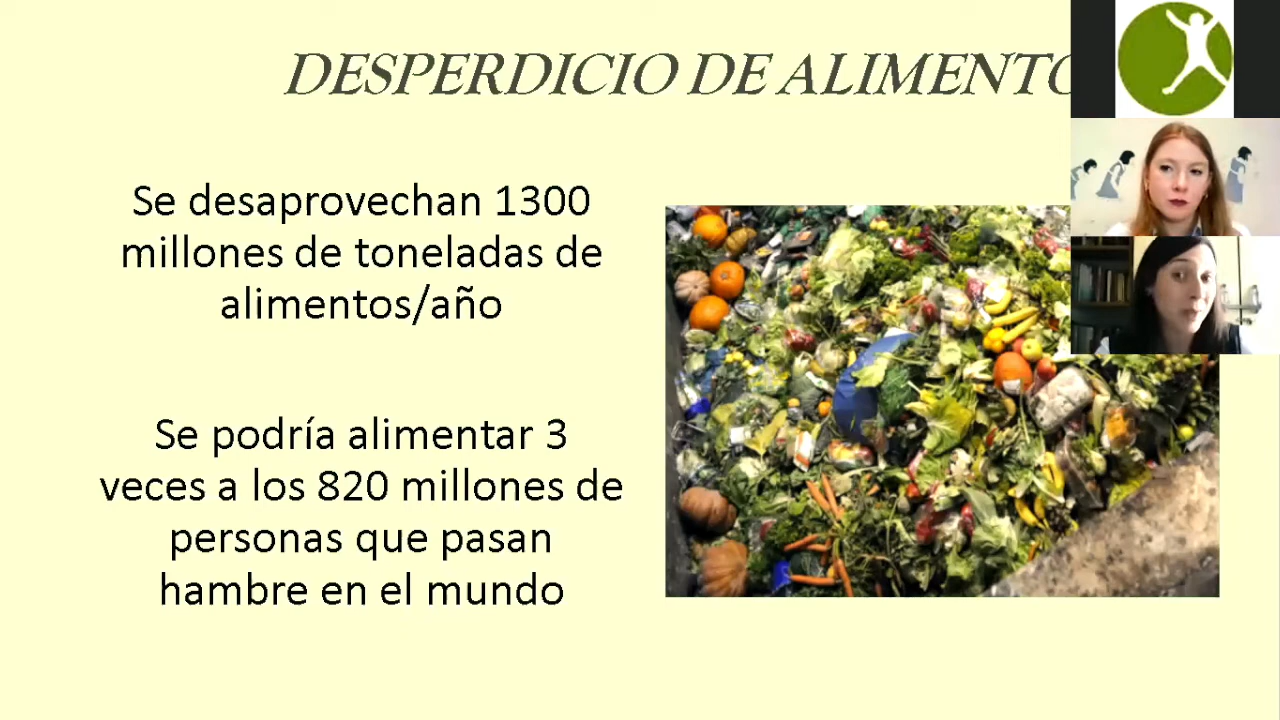 DESPERDICIO DE ALIMENTO
Se desaprovechan 1300
millones de toneladas de
alimentos/año
Se podría alimentar 3
veces a los 820 millones de
personas que pasan
hambre en el mundo